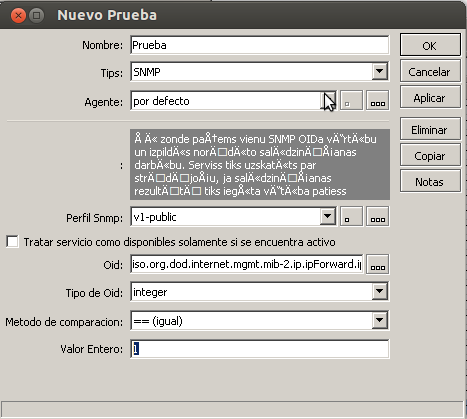 Nuevo Prueba
Nombre: Prueba
OK
Tips: SNMP
Cancelar
Agente: por defecto
Aplicar
Eliminar
Copiar
Notas
:
Å Ä« zonde paÅ†ems vienu SNMP OIDa vÄ“rtÄ«bu
un izpildÄ«s norÄ□dÄ«to salÄ«dzinÄ□Å¡anas
darbÄ«bu. Serviss tiks uzskatÄ«ts par
strÄ□dÄ□joÅ¡u, ja salÄ«dzinÄ□Å¡anas
rezultÄ□tÄ□ tiks iegÅ«ta vÄ“tÄ«ba patiess
Perfil Snmp: v1-public
Tratar servicio como disponibles solamente si se encuentra activo
Oid: iso.org.dod.internet.mgmt.mib-2.ip.ipForward.ip
Tipo de Oid: integer
Metodo de comparacion: == (igual)
Valor Entero: 1